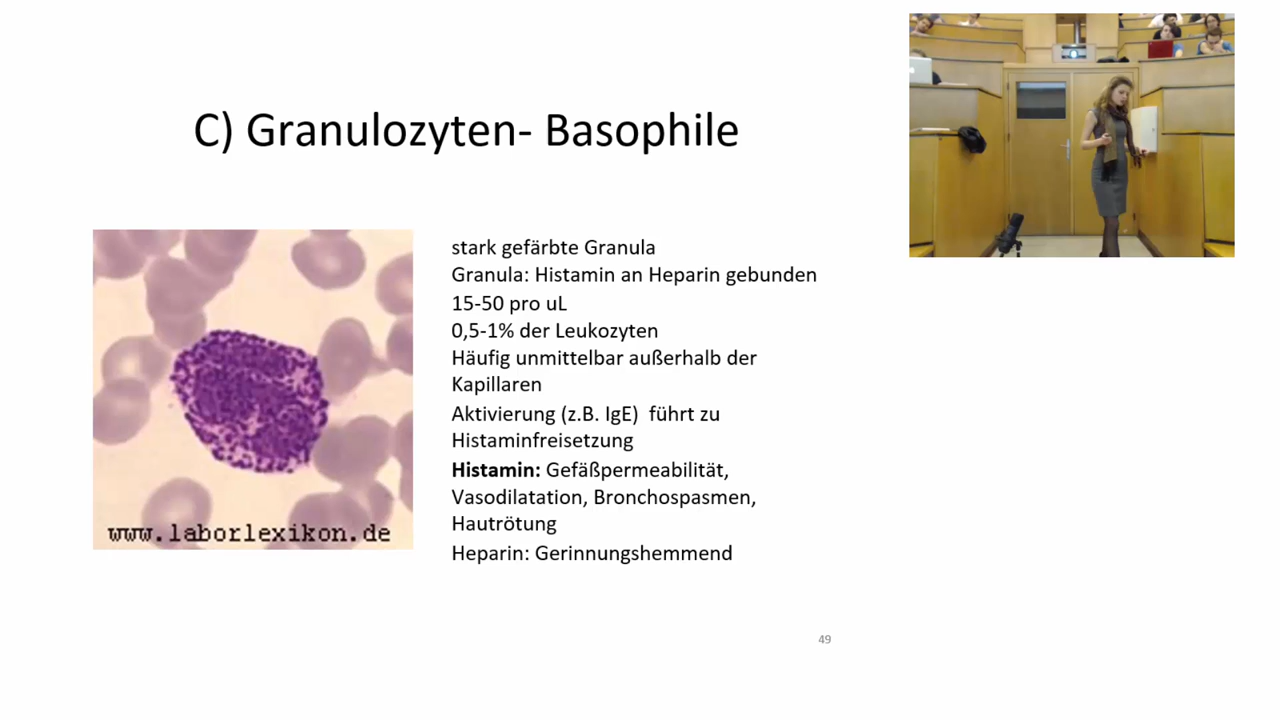 C) Granulozyten- Basophile
stark gefärbte Granula
Granula: Histamin an Heparin gebunden
15-50 pro uL
0,5-1% der Leukozyten
Häufig unmittelbar außerhalb der
Kapillaren
Aktivierung (z.B. IgE)  führt zu
Histaminfreisetzung
Histamin: Gefäßpermeabilität,
Vasodilatation, Bronchospasmen,
Hautrötung
Heparin: Gerinnungshemmend
www.laborlexikon.de
49